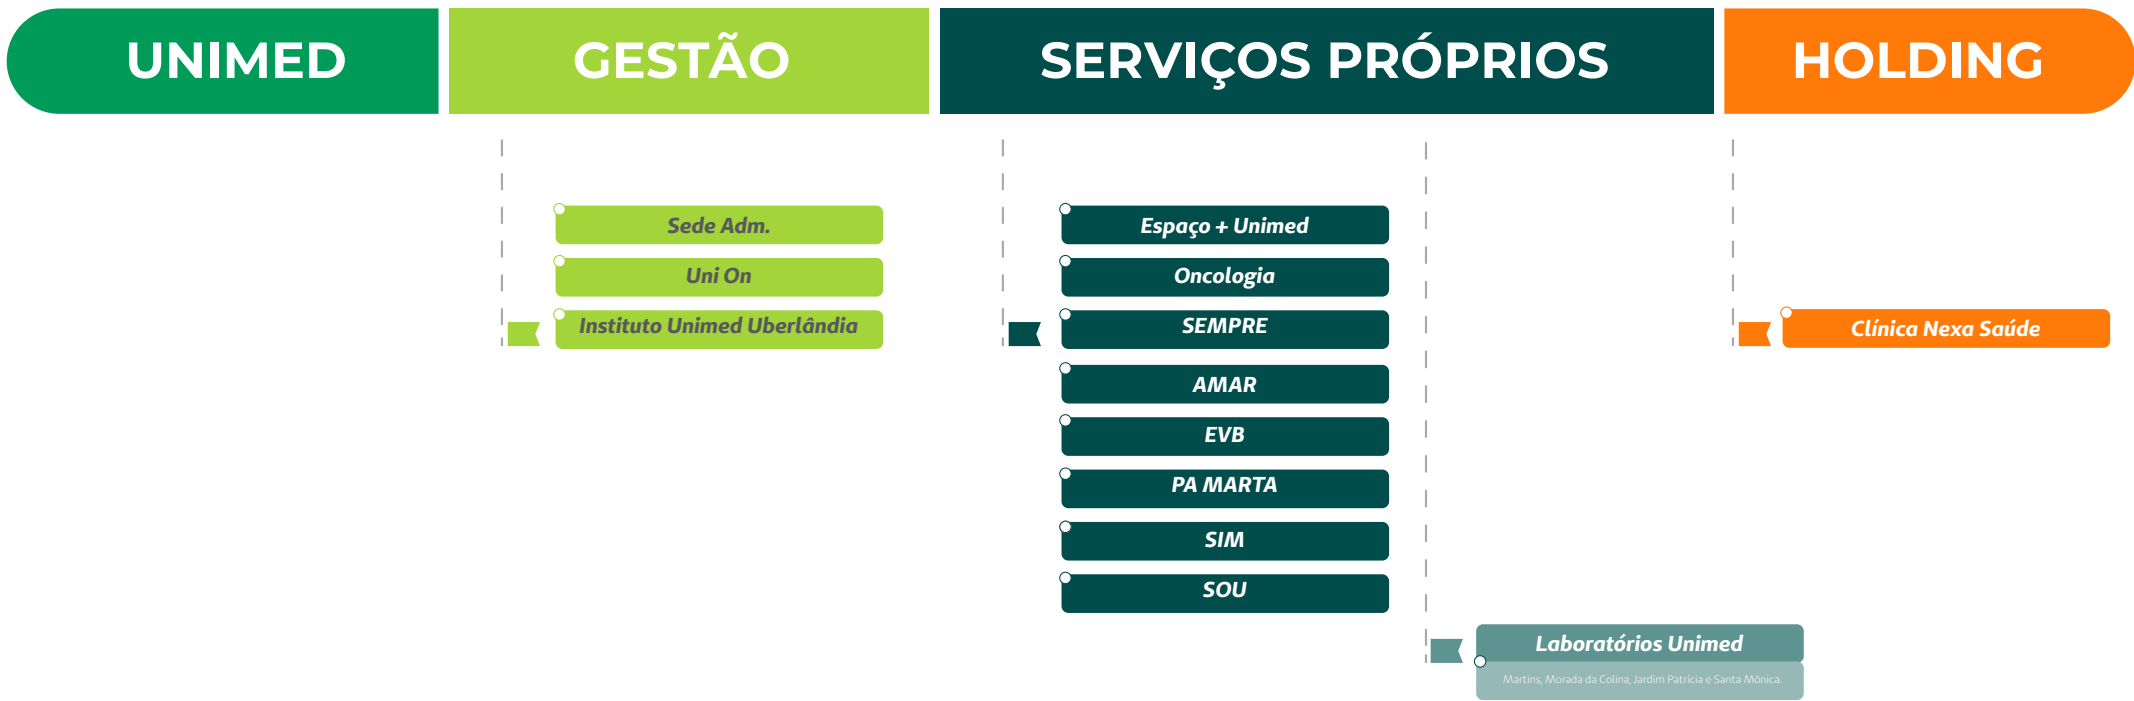 UNIMED
GESTÃO
SERVIÇOS PRÓPRIOS
HOLDING
Sede Adm.
Uni On
Instituto Unimed Uberlândia
Espaço + Unimed
Oncologia
SEMPRE
AMAR
EVB
PA MARTA
SIM
SOU
Laboratórios Unimed
Martins, Morada da Colina, Jardim Patrícia e Santa Mônica.
Clínica Nexa Saúde